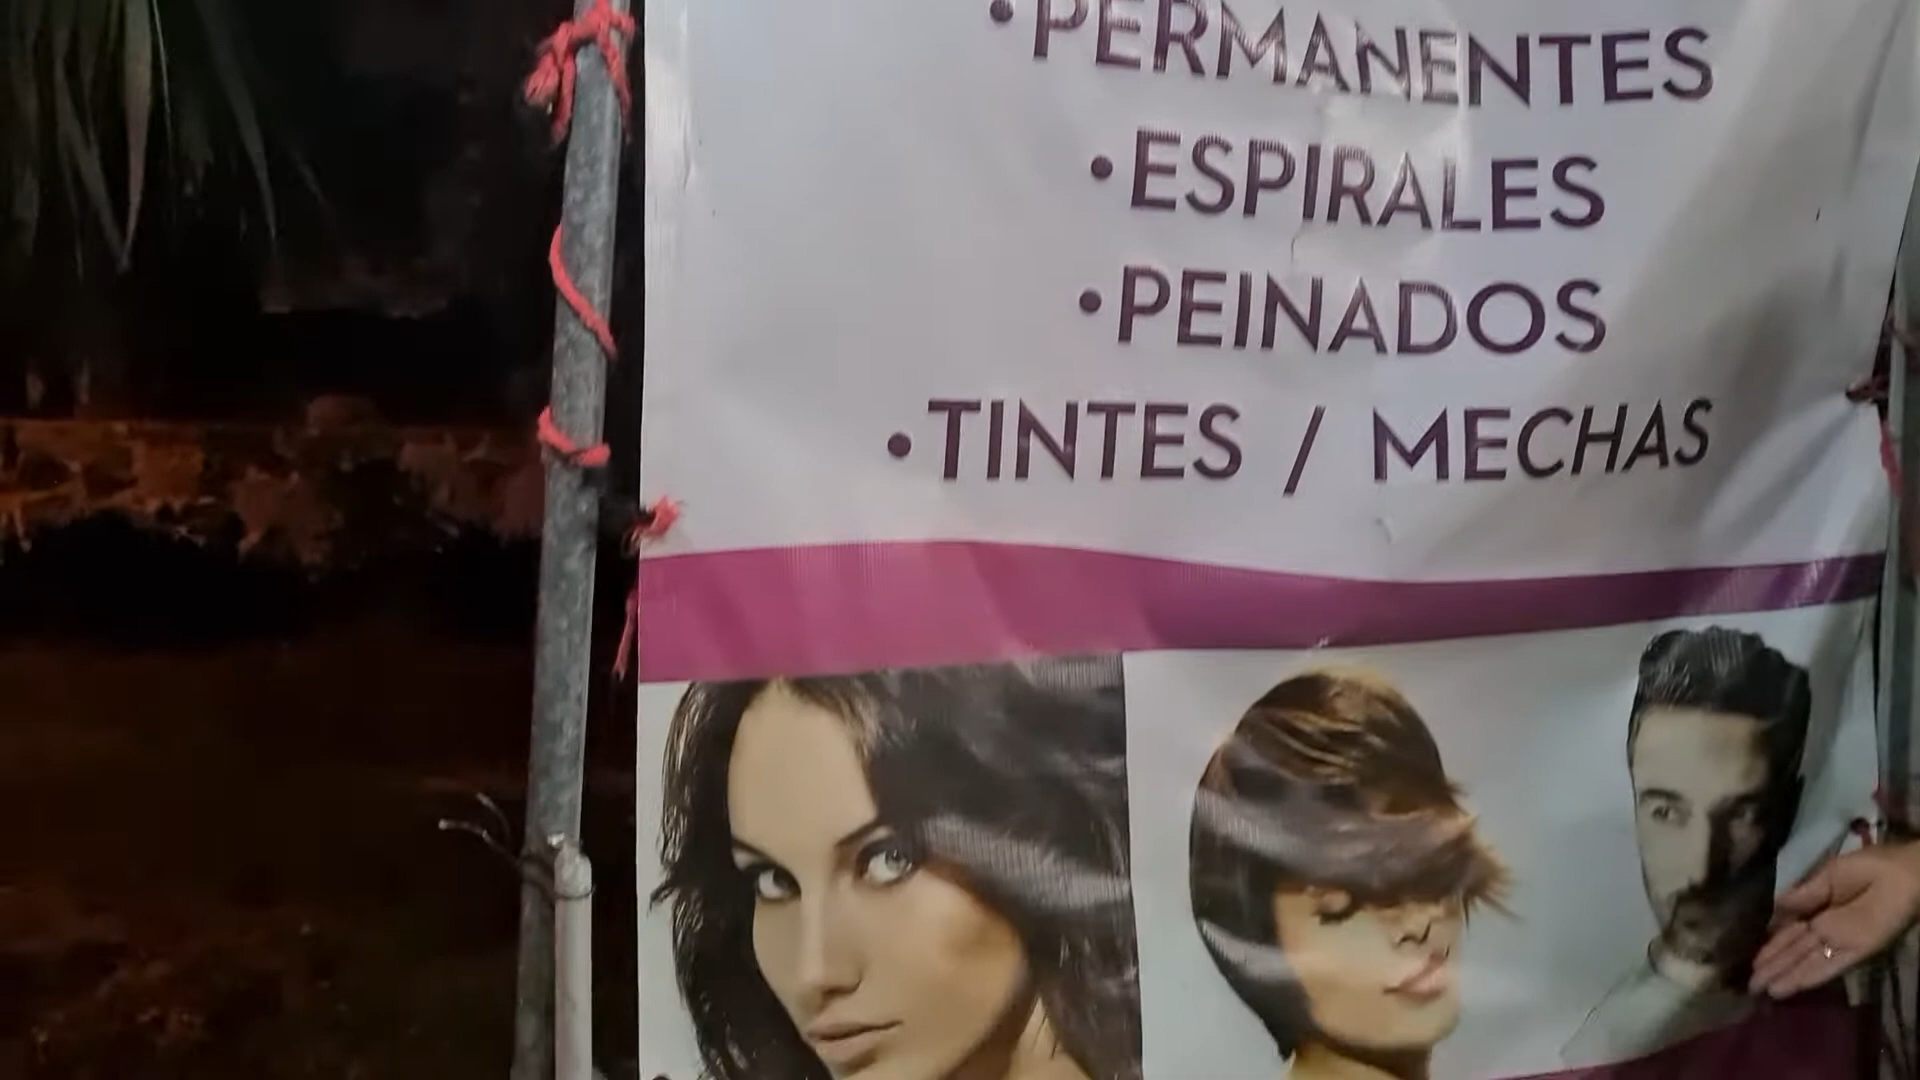 •PERMANENTES
•ESPIRALES
•PEINADOS
•TINTES / MECHAS